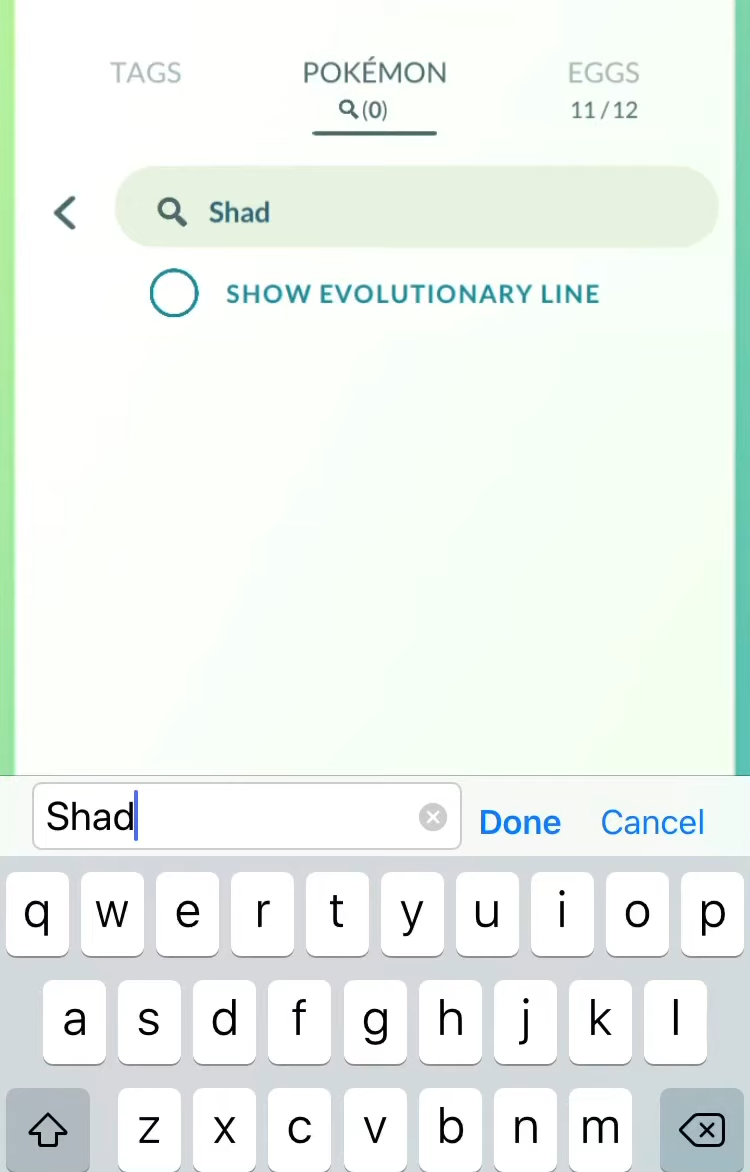 TAGS POKÉMON EGGS
(0) 11/12
Shad
SHOW EVOLUTIONARY LINE
Shad Done Cancel
q w e r t y u i o p
a s d f g h j k l
z x c v b n m